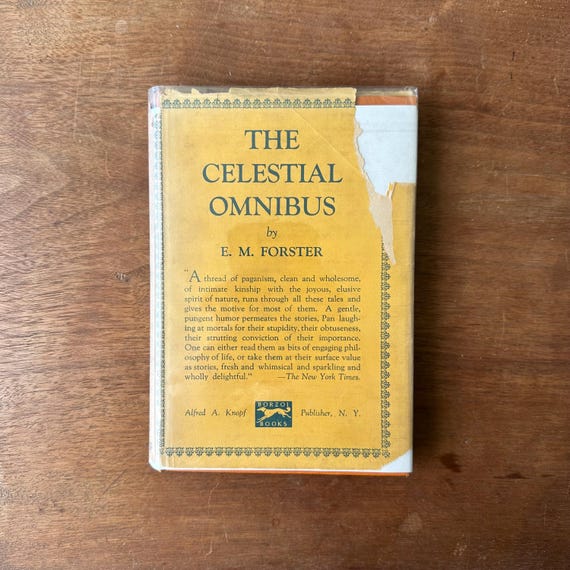 THE
CELESTIAL
OMNIBUS
by
E. M. FORSTER
"A thread of paganism, clean and wholesome,
of intimate kinship with the joyous, elusive
spirit of nature, runs through all these tales and
gives the motive for most of them. A gentle,
pungent humor permeates the stories, Pan laugh-
ing at mortals for their stupidity, their obtuseness,
their strutting conviction of their importance.
One can either read them as bits of engaging phil-
osophy of life, or take them at their surface value
as stories, fresh and whimsical and sparkling and
wholly delightful." —The New York Times.
Alfred A. Knopf BORZOI BOOKS Publisher, N. Y.